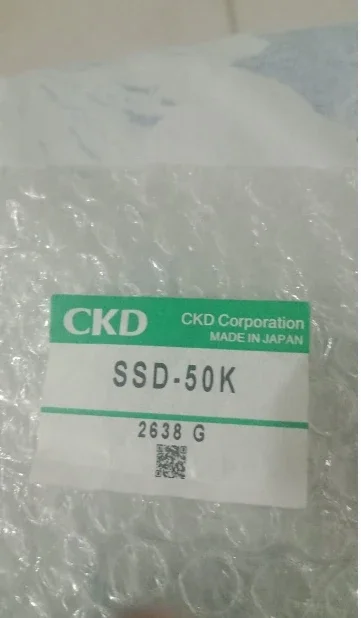 CKD
CKD Corporation
MADE IN JAPAN
SSD-50K
2638 G